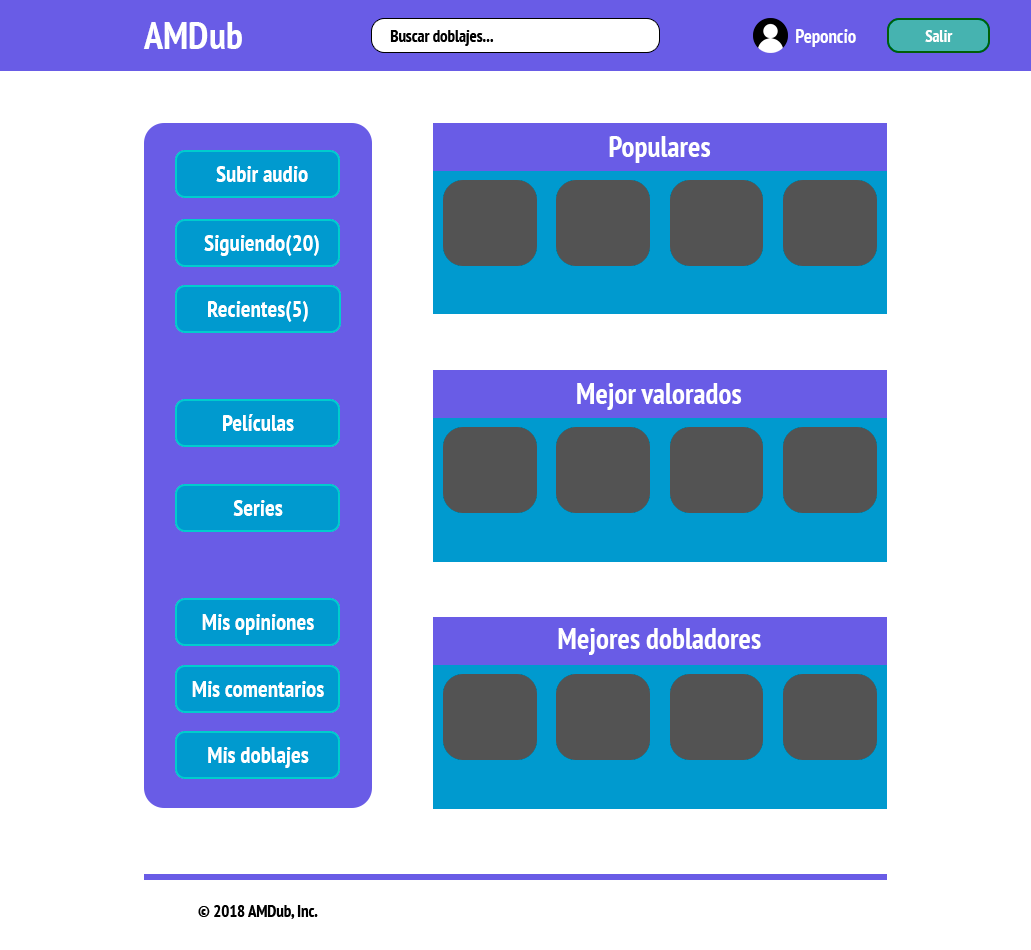 AMDub
Buscar doblajes...
Peponcio
Salir
Subir audio
Siguiendo(20)
Recientes(5)
Películas
Series
Mis opiniones
Mis comentarios
Mis doblajes
Populares
Mejor valorados
Mejores dobladores
© 2018 AMDub, Inc.